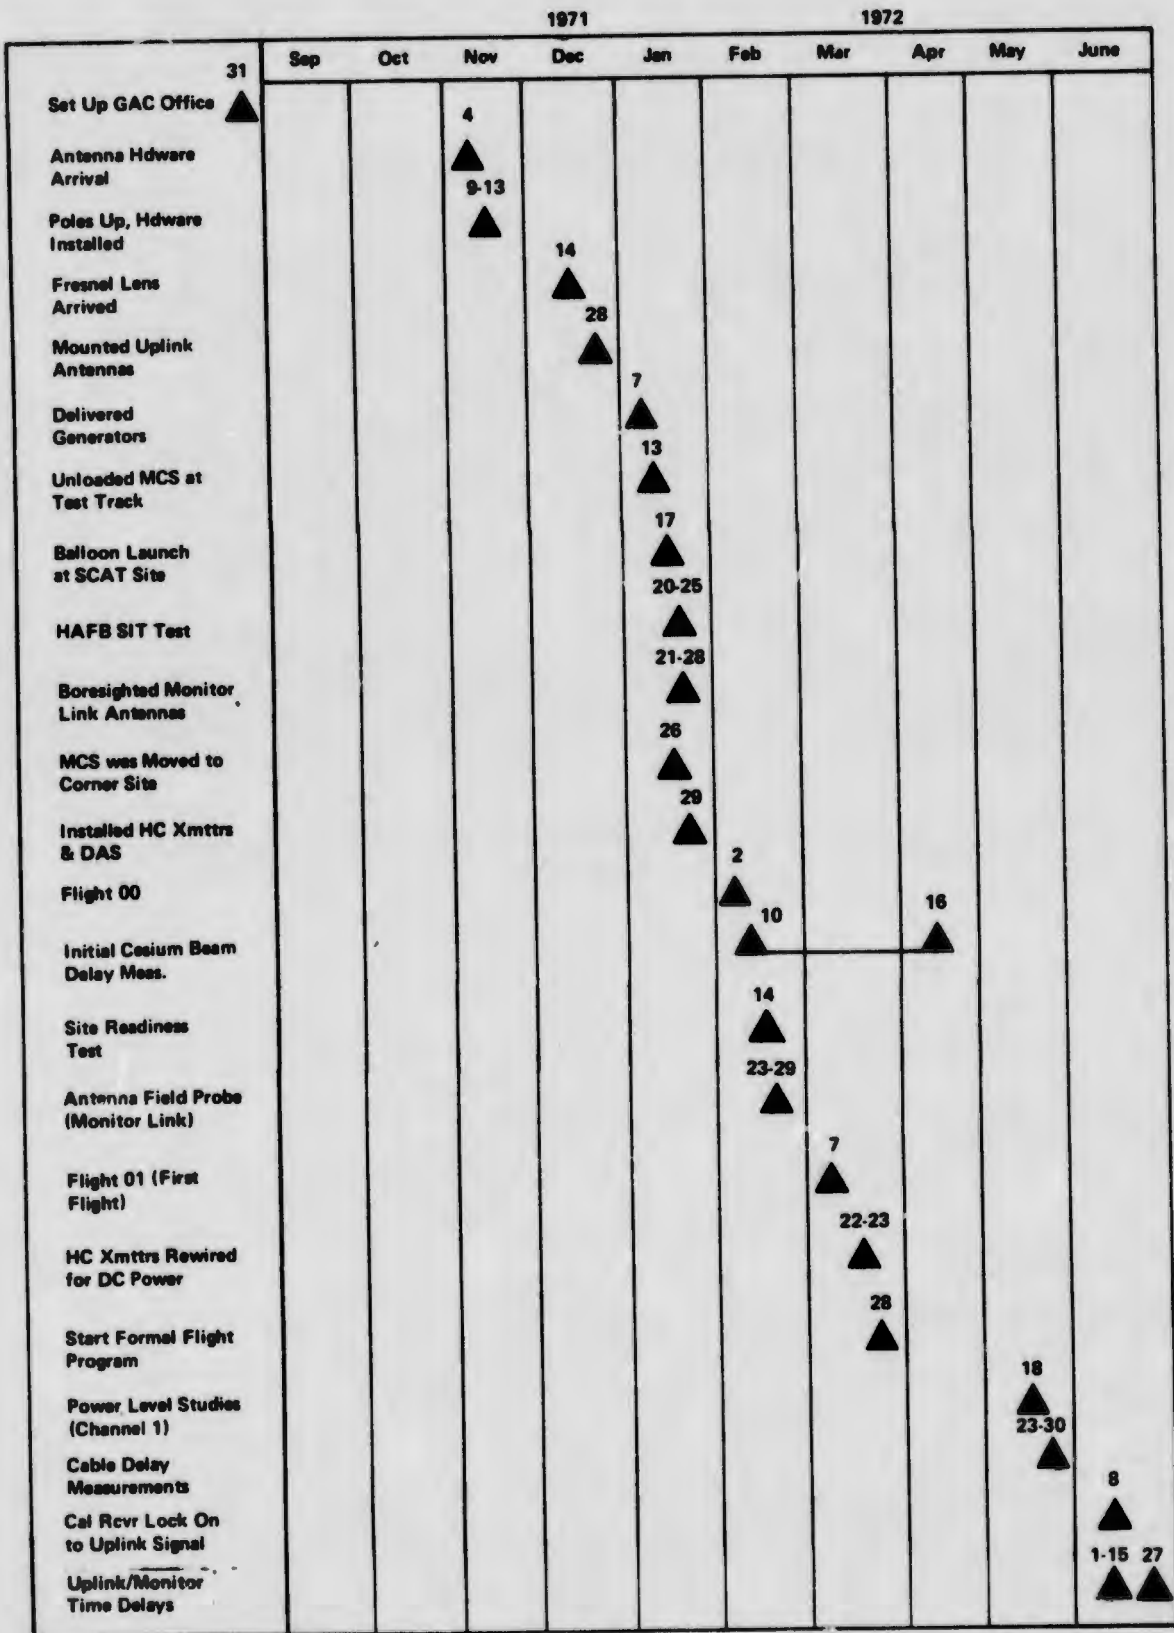 1971 1972
Sep Oct Nov Dec Jan Feb Mar Apr May June
31
Set Up GAC Office
4
Antenna Hdware
Arrival
9-13
Poles Up, Hdware
Installed
14
Fresnel Lens
Arrived
28
Mounted Uplink
Antennas
7
Delivered
Generators
13
Unloaded MCS at
Test Track
17
Balloon Launch
at SCAT Site
20-25
HAFB SIT Test
21-28
Boresighted Monitor
Link Antennas
26
MCS was Moved to
Corner Site
29
Installed HC Xmttrs
& DAS
2
Flight 00
10 16
Initial Cesium Beam
Delay Meas.
14
Site Readiness
Test
23-29
Antenna Field Probe
(Monitor Link)
7
Flight 01 (First
Flight)
22-23
HC Xmttrs Rewired
for DC Power
28
Start Formal Flight
Program
18
Power Level Studies
(Channel 1)
23-30
Cable Delay
Measurements
8
Cal Rcvr Lock On
to Uplink Signal
1-15 27
Uplink/Monitor
Time Delays